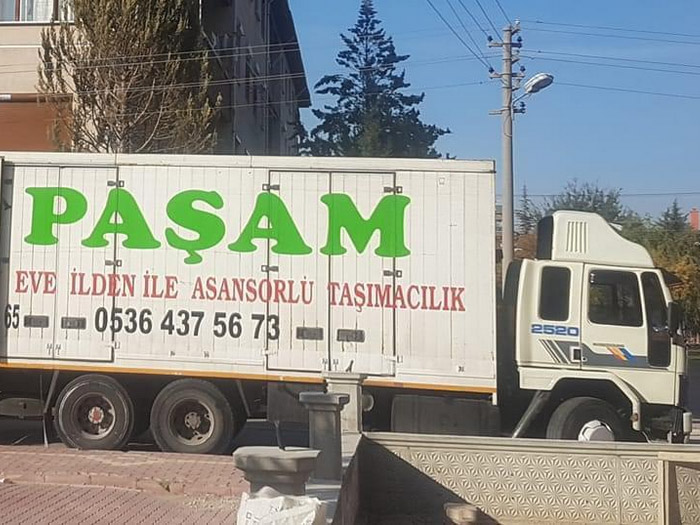 PAŞAM
EVE İLDEN İLE ASANSÖRLÜ TAŞIMACILIK
65 0536 437 56 73
2520